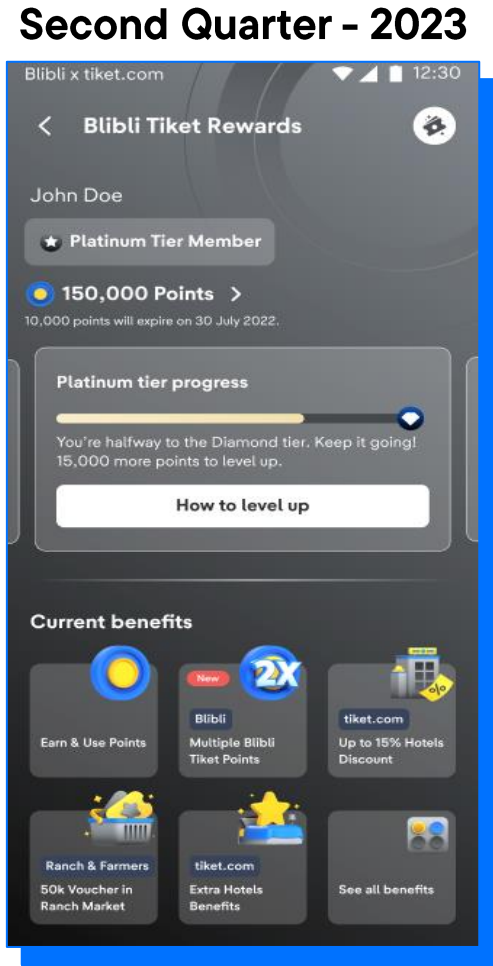 Second Quarter - 2023
Blibli x tiket.com
12:30
Blibli Tiket Rewards
John Doe
Platinum Tier Member
150,000 Points
10,000 points will expire on 30 July 2022.
Platinum tier progress
You're halfway to the Diamond tier. Keep it going!
15,000 more points to level up.
How to level up
Current benefits
Earn & Use Points
New
2X
Blibli
Multiple Blibli
Tiket Points
%
tiket.com
Up to 15% Hotels
Discount
Ranch & Farmers
50k Voucher in
Ranch Market
tiket.com
Extra Hotels
Benefits
See all benefits